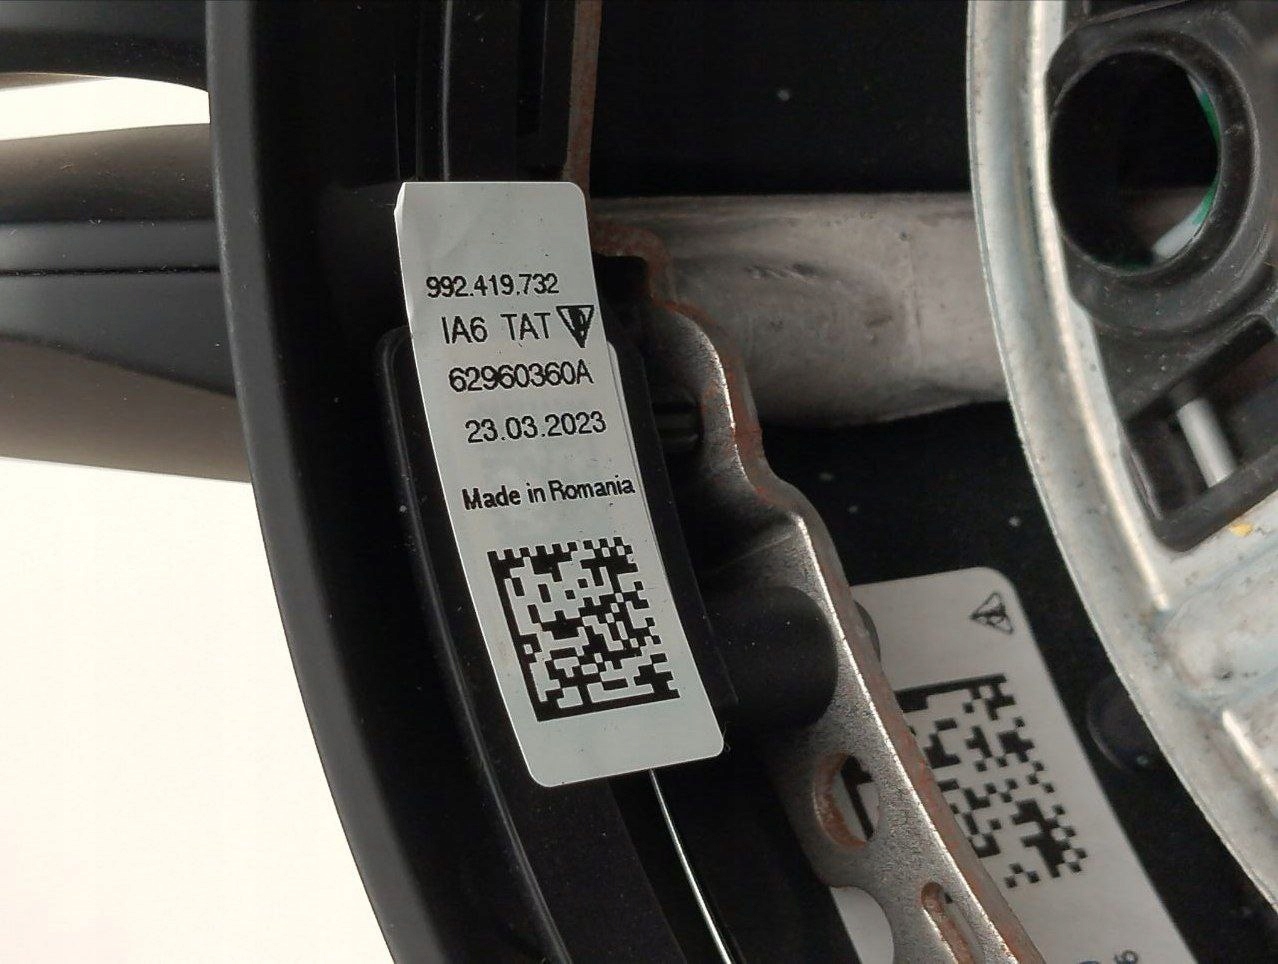 992.419.732
IA6 TAT
62960360A
23.03.2023
Made in Romania